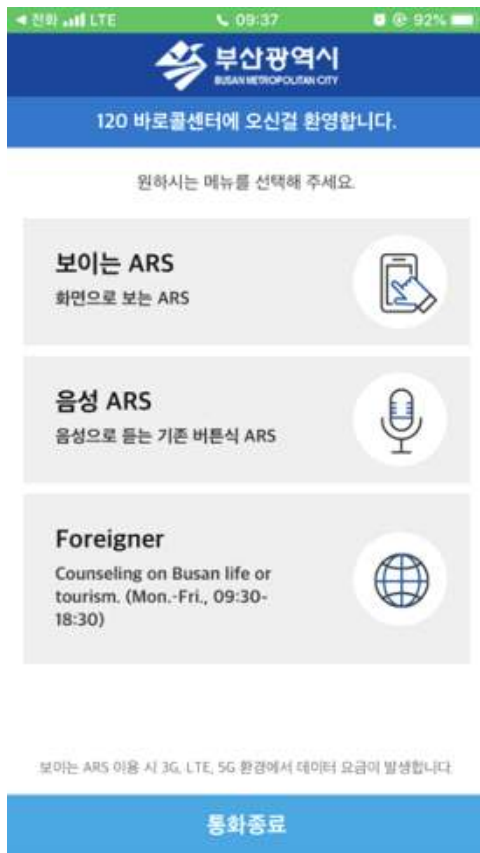 ◀ 전화 LTE 09:37 92%
부산광역시
BUSAN METROPOLITAN CITY
120 바로콜센터에 오신걸 환영합니다.
원하시는 메뉴를 선택해 주세요.
보이는 ARS
화면으로 보는 ARS
음성 ARS
음성으로 듣는 기존 버튼식 ARS
Foreigner
Counseling on Busan life or
tourism. (Mon.-Fri., 09:30-
18:30)
보이는 ARS 이용 시 3G, LTE, 5G 환경에서 데이터 요금이 발생합니다.
통화종료